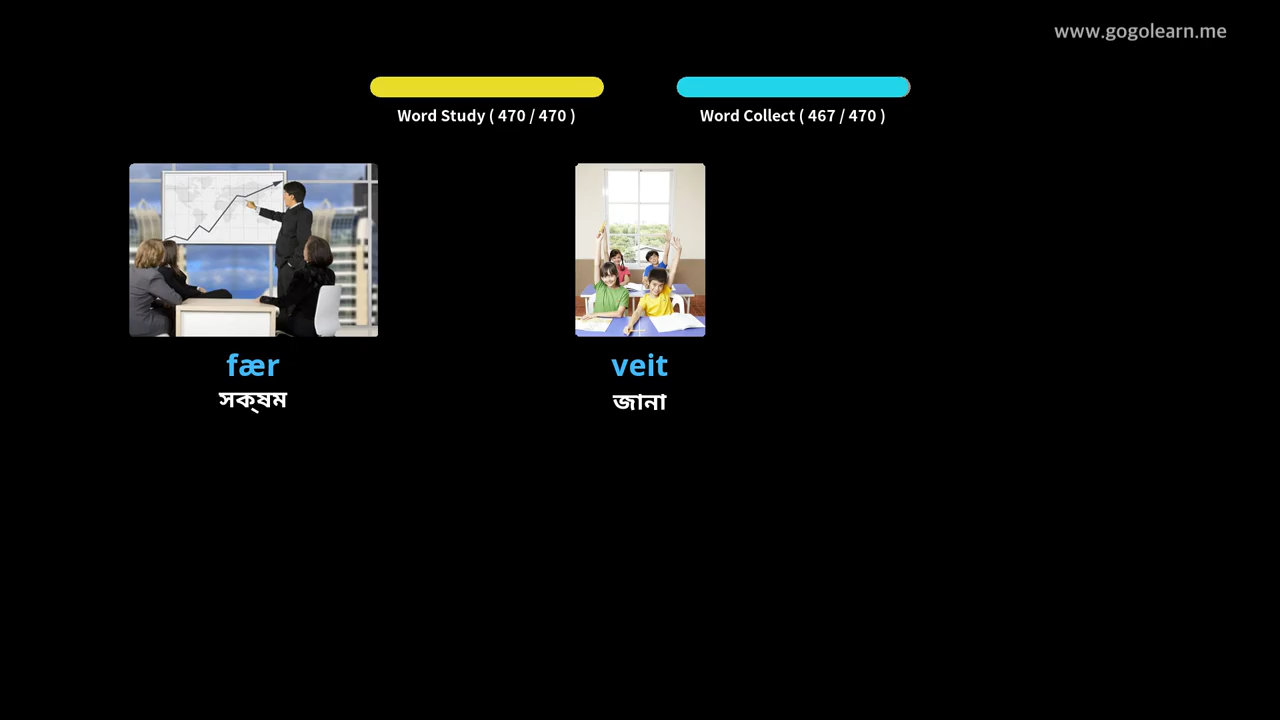 www.gogolearn.me
Word Study ( 470 / 470 )
Word Collect ( 467 / 470 )
fær
সক্ষম
veit
জানা